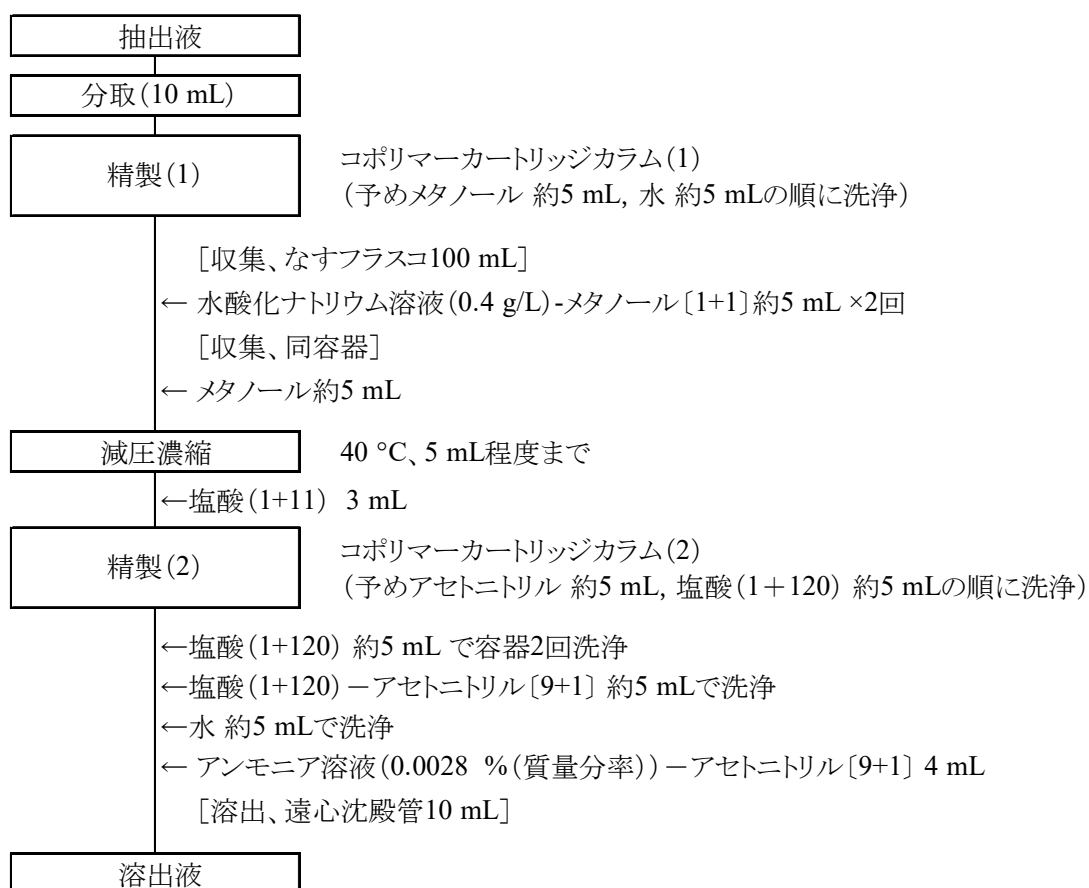 抽出液
分取(10 mL)
精製(1)
コポリマーカートリッジカラム(1)
(予めメタノール 約5 mL, 水 約5 mLの順に洗浄)
[収集、なすフラスコ100 mL]
← 水酸化ナトリウム溶液(0.4 g/L)-メタノール〔1+1〕約5 mL ×2回
[収集、同容器]
← メタノール約5 mL
減圧濃縮
40 °C、5 mL程度まで
←塩酸(1+11) 3 mL
精製(2)
コポリマーカートリッジカラム(2)
(予めアセトニトリル 約5 mL, 塩酸(1+120) 約5 mLの順に洗浄)
←塩酸(1+120) 約5 mL で容器2回洗浄
←塩酸(1+120)-アセトニトリル〔9+1〕 約5 mLで洗浄
←水 約5 mLで洗浄
← アンモニア溶液(0.0028 %(質量分率))-アセトニトリル〔9+1〕 4 mL
[溶出、遠心沈殿管10 mL]
溶出液